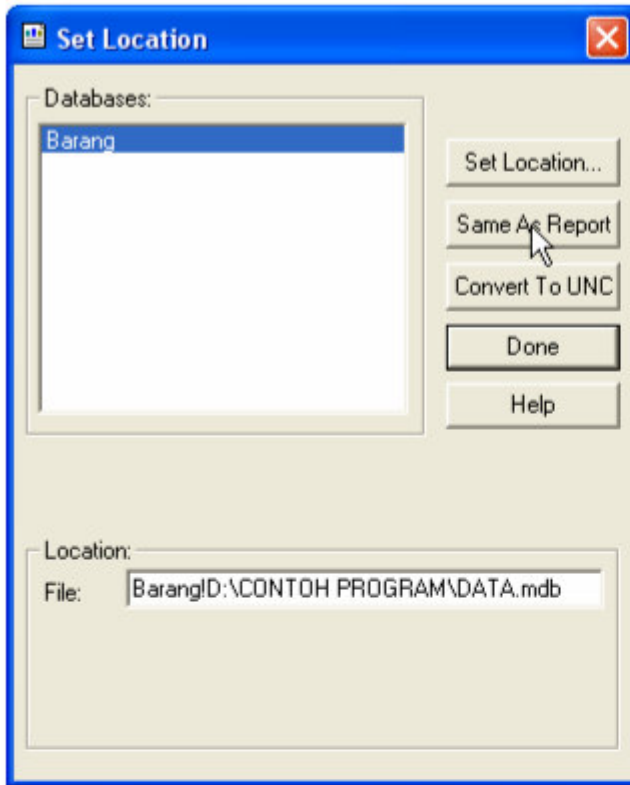 Set Location
Databases:
Barang
Set Location...
Same As Report
Convert To UNC
Done
Help
Location:
File:
Barang!D:\CONTOH PROGRAM\DATA.mdb